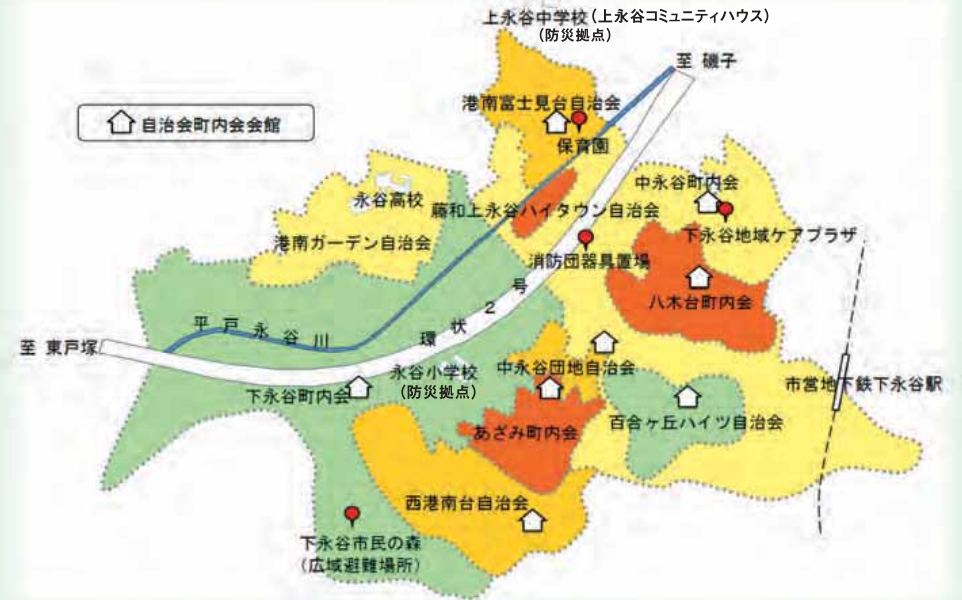 上永谷中学校(上永谷コミュニティハウス)
(防災拠点)
至 磯子
自治会町内会会館
港南富士見台自治会
保育園
永谷高校
藤和上永谷ハイタウン自治会
中永谷町内会
下永谷地域ケアプラザ
港南ガーデン自治会
消防団器具置場
八木台町内会
平戸永谷川
環状2号
至 東戸塚
永谷小学校
(防災拠点)
中永谷団地自治会
下永谷町内会
市営地下鉄下永谷駅
あざみ町内会
百合ヶ丘ハイツ自治会
西港南台自治会
下永谷市民の森
(広域避難場所)